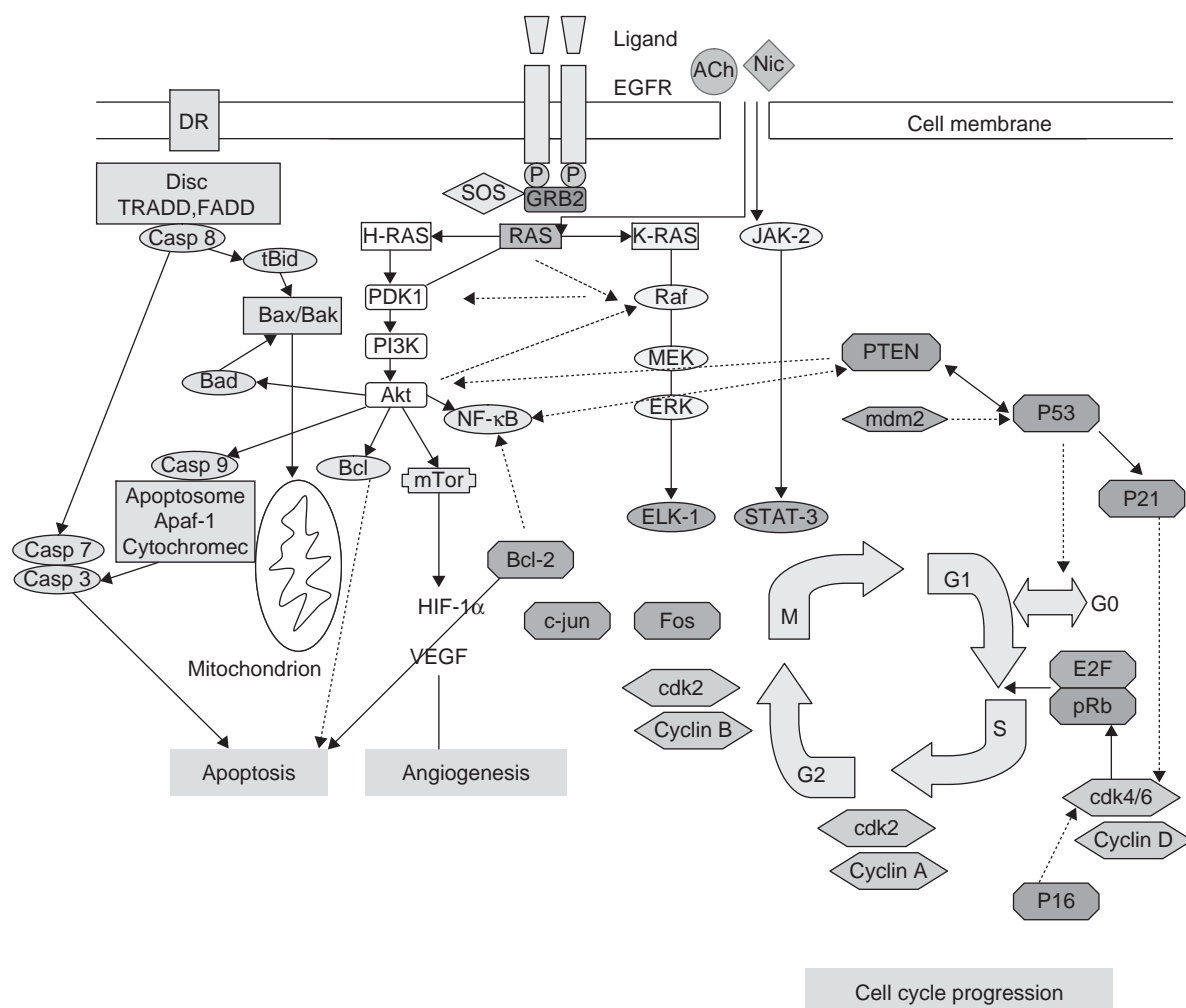 Ligand
ACh
Nic
EGFR
DR
Cell membrane
P
P
Disc
TRADD,FADD
SOS
GRB2
Casp 8
H-RAS
RAS
K-RAS
JAK-2
tBid
PDK1
Raf
Bax/Bak
PI3K
MEK
PTEN
Bad
Akt
ERK
NF-κB
mdm2
P53
Casp 9
Bcl
mTor
P21
Apoptosome
Apaf-1
Cytochromec
ELK-1
STAT-3
Casp 7
Casp 3
Bcl-2
G1
HIF-1α
M
G0
c-jun
Fos
Mitochondrion
VEGF
E2F
cdk2
pRb
Cyclin B
S
Apoptosis
Angiogenesis
G2
cdk4/6
cdk2
Cyclin D
Cyclin A
P16
Cell cycle progression